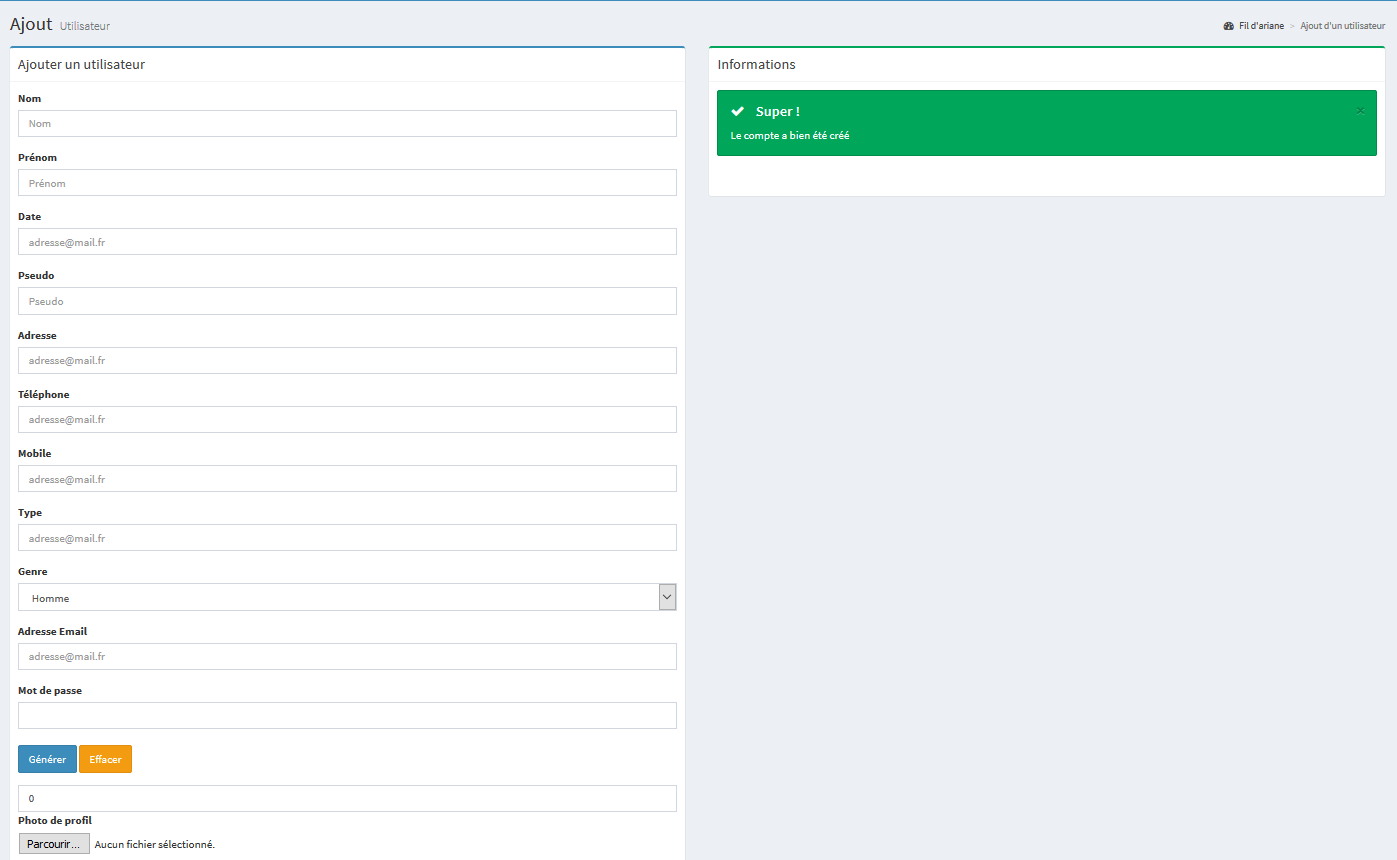 Ajout Utilisateur
Fil d'ariane > Ajout d'un utilisateur
Ajouter un utilisateur
Nom
Nom
Prénom
Prénom
Date
adresse@mail.fr
Pseudo
Pseudo
Adresse
adresse@mail.fr
Téléphone
adresse@mail.fr
Mobile
adresse@mail.fr
Type
adresse@mail.fr
Genre
Homme
Adresse Email
adresse@mail.fr
Mot de passe
Générer Effacer
0
Photo de profil
Parcourir... Aucun fichier sélectionné.
Informations
Super !
×
Le compte a bien été créé